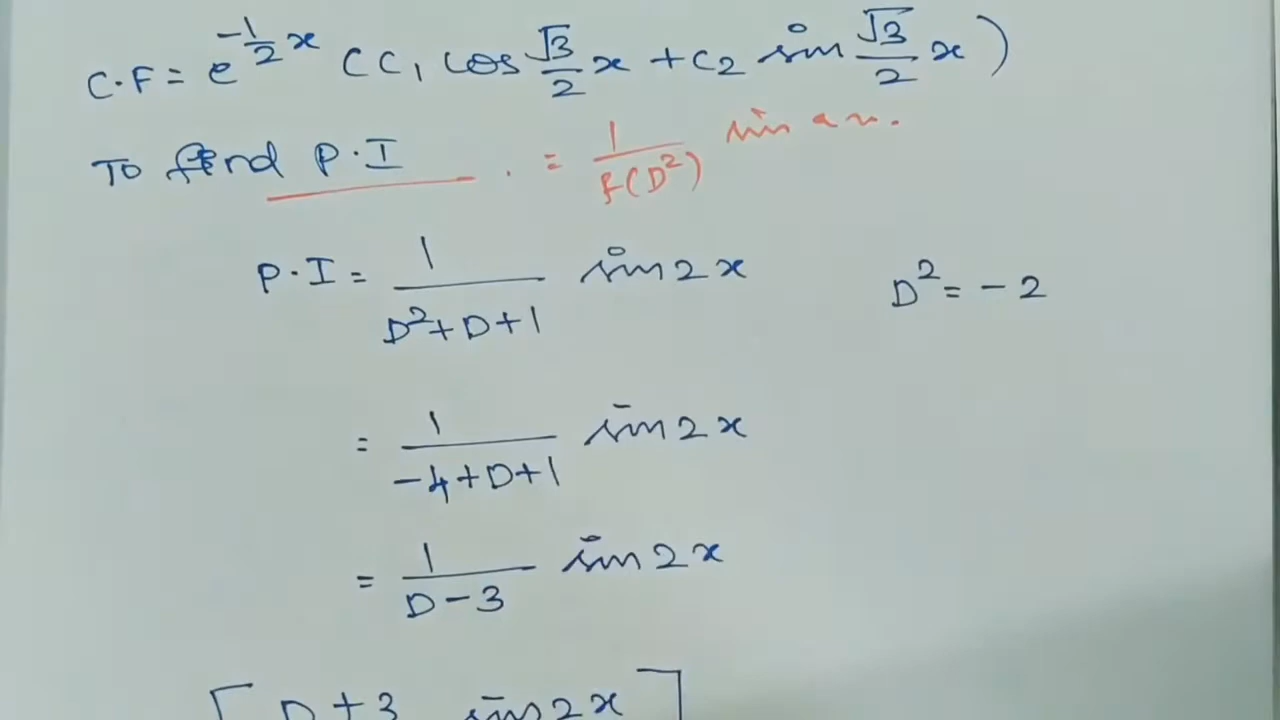 C.F = e^{-1/2 x} (C₁ cos √3/2 x + C₂ sin √3/2 x)
To find P.I . = 1/f(D²) sin ax.
P.I = 1/(D²+D+1) sin 2x D² = -2
= 1/(-4+D+1) sin 2x
= 1/(D-3) sin 2x
[D+3 sin 2x]